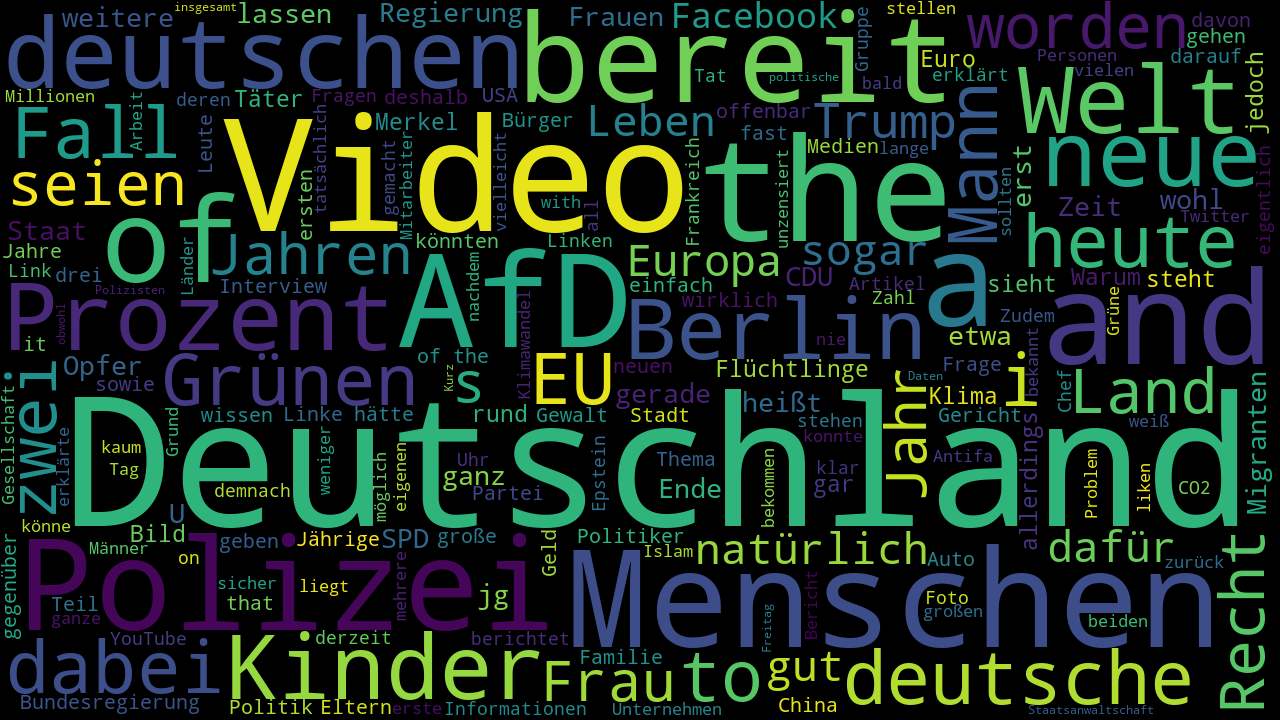 insgesamt
weitere
lassen
Regierung
Frauen
Facebook
stellen
worden
davon
gehen
deutschen
bereit
Gruppe
Euro
Personen
darauf
Welt
vielen
erklärt
jedoch
Tat
politische
bald
Millionen
deren
Täter
Fragen
deshalb
USA
Arbeit
Fall
Leute
Video
Merkel
Bürger
Leben
offenbar
Trump
Mann
neue
fast
Medien
lange
the
erst
eigentlich
seien
ersten
tatsächlich
gemacht
Mitarbeiter
vielleicht
with
all
Frankreich
unzensiert
sollten
Zeit
wohl
Twitter
of
Staat
Jahre
Jahren
könnten
Linken
Europa
sogar
heute
Link
drei
Länder
Interview
AfD
nachdem
einfach
CDU
Artikel
a
sieht
Warum
steht
Polizisten
Prozent
obwohl
it
Klimawandel
Berlin
wirklich
Zahl
nie
etwa
Zudem
Grüne
and
of the
Opfer
sowie
Grünen
Kurz
s
EU
neuen
Flüchtlinge
gerade
Frage
Daten
Klima
i
bekannt
Chef
Land
Gesellschaft
zwei
wissen
Linke
hätte
rund
Gewalt
Stadt
heißt
stehen
Jahr
Gericht
weiß
Migranten
erklärte
kaum
Tag
Grund
Deutschland
demnach
weniger
möglich
eigenen
ganz
Uhr
Partei
Epstein
Thema
Ende
bekommen
konnte
klar
gar
Antifa
allerdings
Problem
liken
CO2
könne
gegenüber
Bild
U
Männer
geben
Jährige
SPD
große
Geld
Politiker
Islam
natürlich
Auto
dafür
zurück
Recht
on
Polizei
sicher
that
liegt
mehrere
jg
Menschen
Bericht
Foto
großen
beiden
Teil
ganze
YouTube
derzeit
berichtet
Freitag
dabei
Kinder
Familie
Frau
to
gut
deutsche
Bundesregierung
Politik
Eltern
erste
Informationen
Unternehmen
China
Staatsanwaltschaft